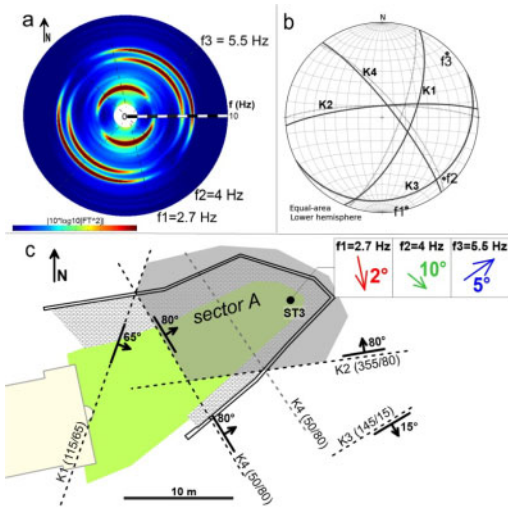 a
N
f3 = 5.5 Hz
f (Hz)
10
f2=4 Hz
f1=2.7 Hz
|10*log10[FT^2]|
b
N
f3
K4
K1
K2
K3
f2
f1
Equal-area
Lower hemisphere
c
N
f1=2.7 Hz f2=4 Hz f3=5.5 Hz
2° 10° 5°
sector A
ST3
65°
80°
80°
K2 (355/80)
80°
K1 (115/65)
K4 (50/80)
K4 (50/80)
K3 (145/15)
15°
10 m